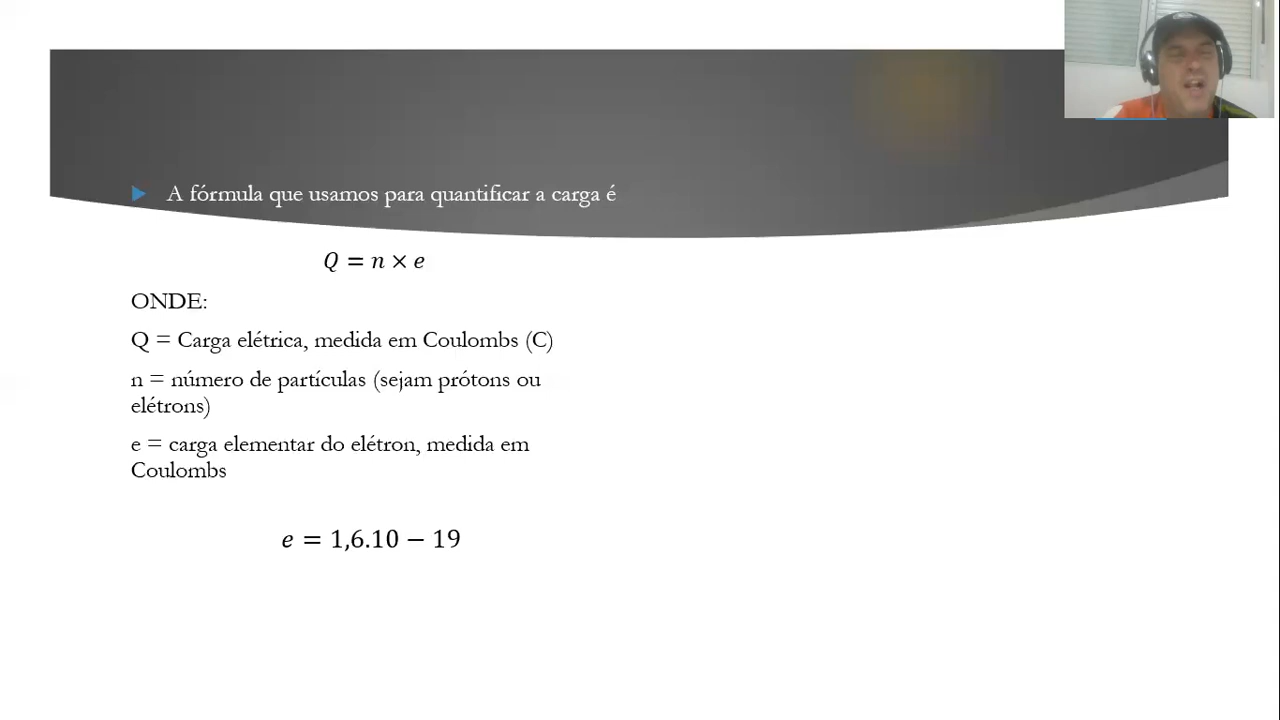 A fórmula que usamos para quantificar a carga é
Q = n × e
ONDE:
Q = Carga elétrica, medida em Coulombs (C)
n = número de partículas (sejam prótons ou
elétrons)
e = carga elementar do elétron, medida em
Coulombs
e = 1,6.10 − 19